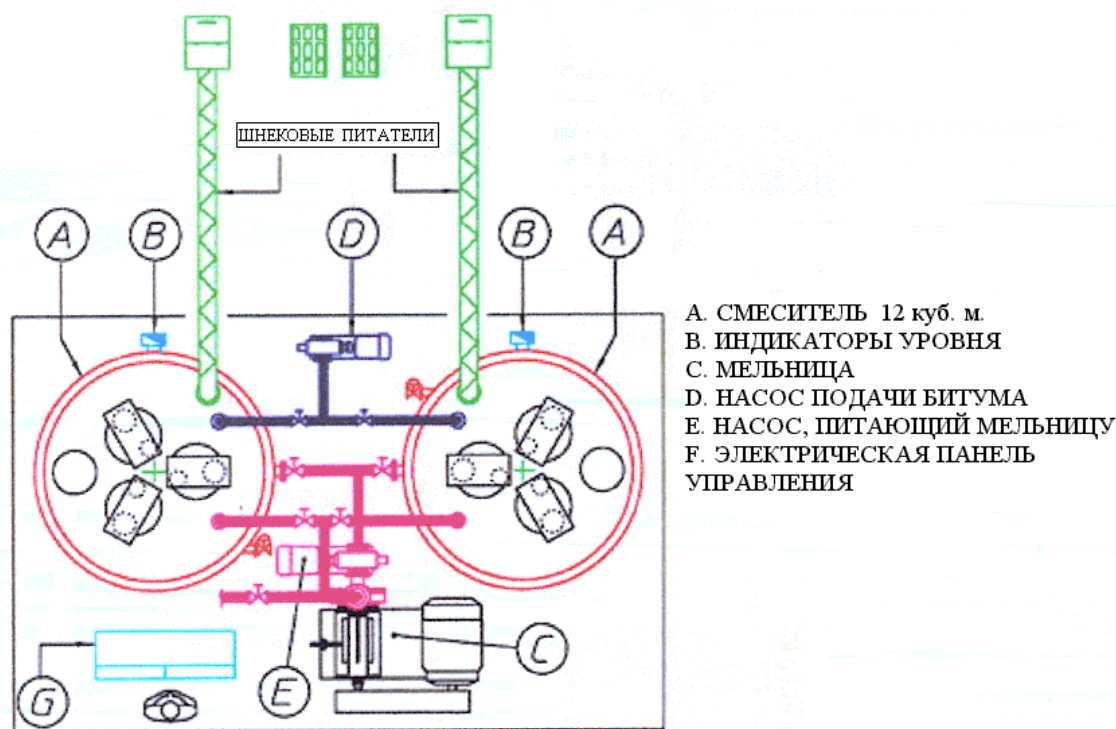 ШНЕКОВЫЕ ПИТАТЕЛИ
A
B
D
B
A
А. СМЕСИТЕЛЬ 12 куб. м.
В. ИНДИКАТОРЫ УРОВНЯ
С. МЕЛЬНИЦА
D. НАСОС ПОДАЧИ БИТУМА
Е. НАСОС, ПИТАЮЩИЙ МЕЛЬНИЦУ
F. ЭЛЕКТРИЧЕСКАЯ ПАНЕЛЬ
УПРАВЛЕНИЯ
C
E
G